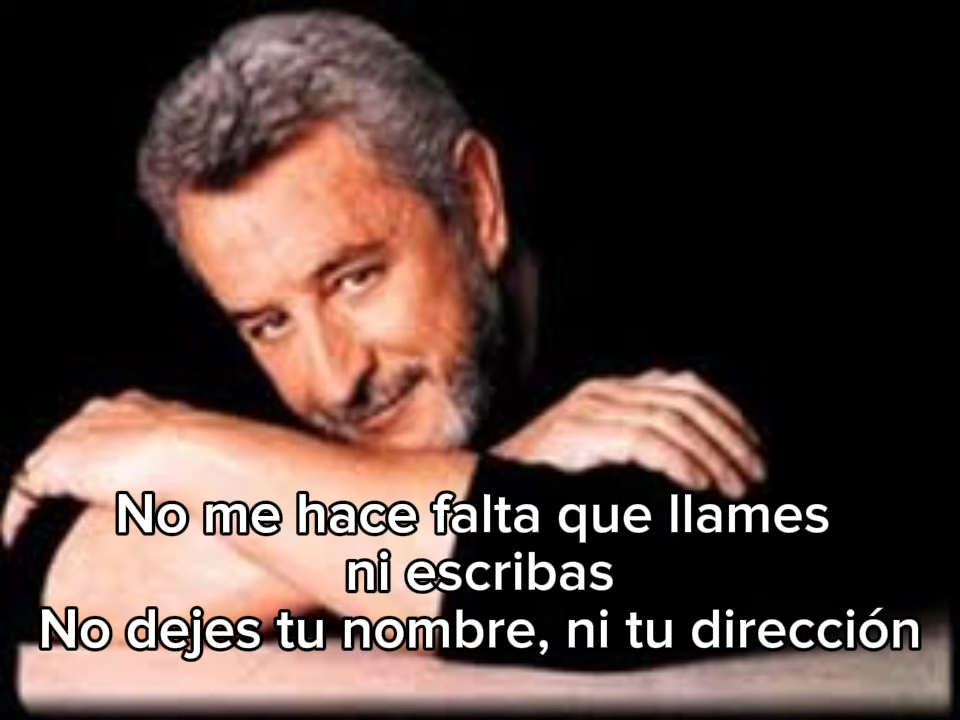 No me hace falta que llames
ni escribas
No dejes tu nombre, ni tu dirección